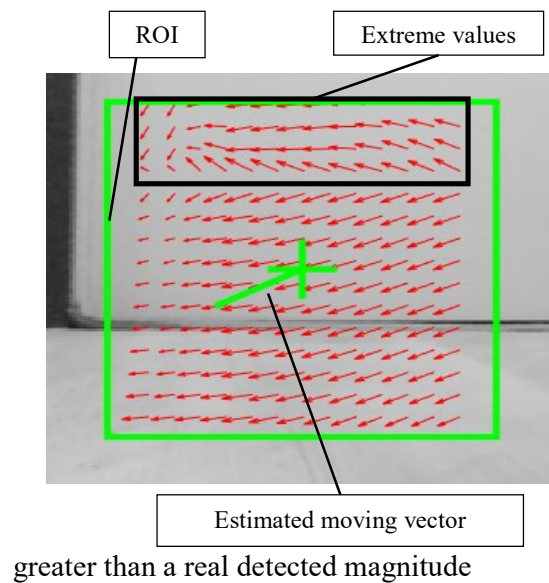 ROI
Extreme values
Estimated moving vector
greater than a real detected magnitude